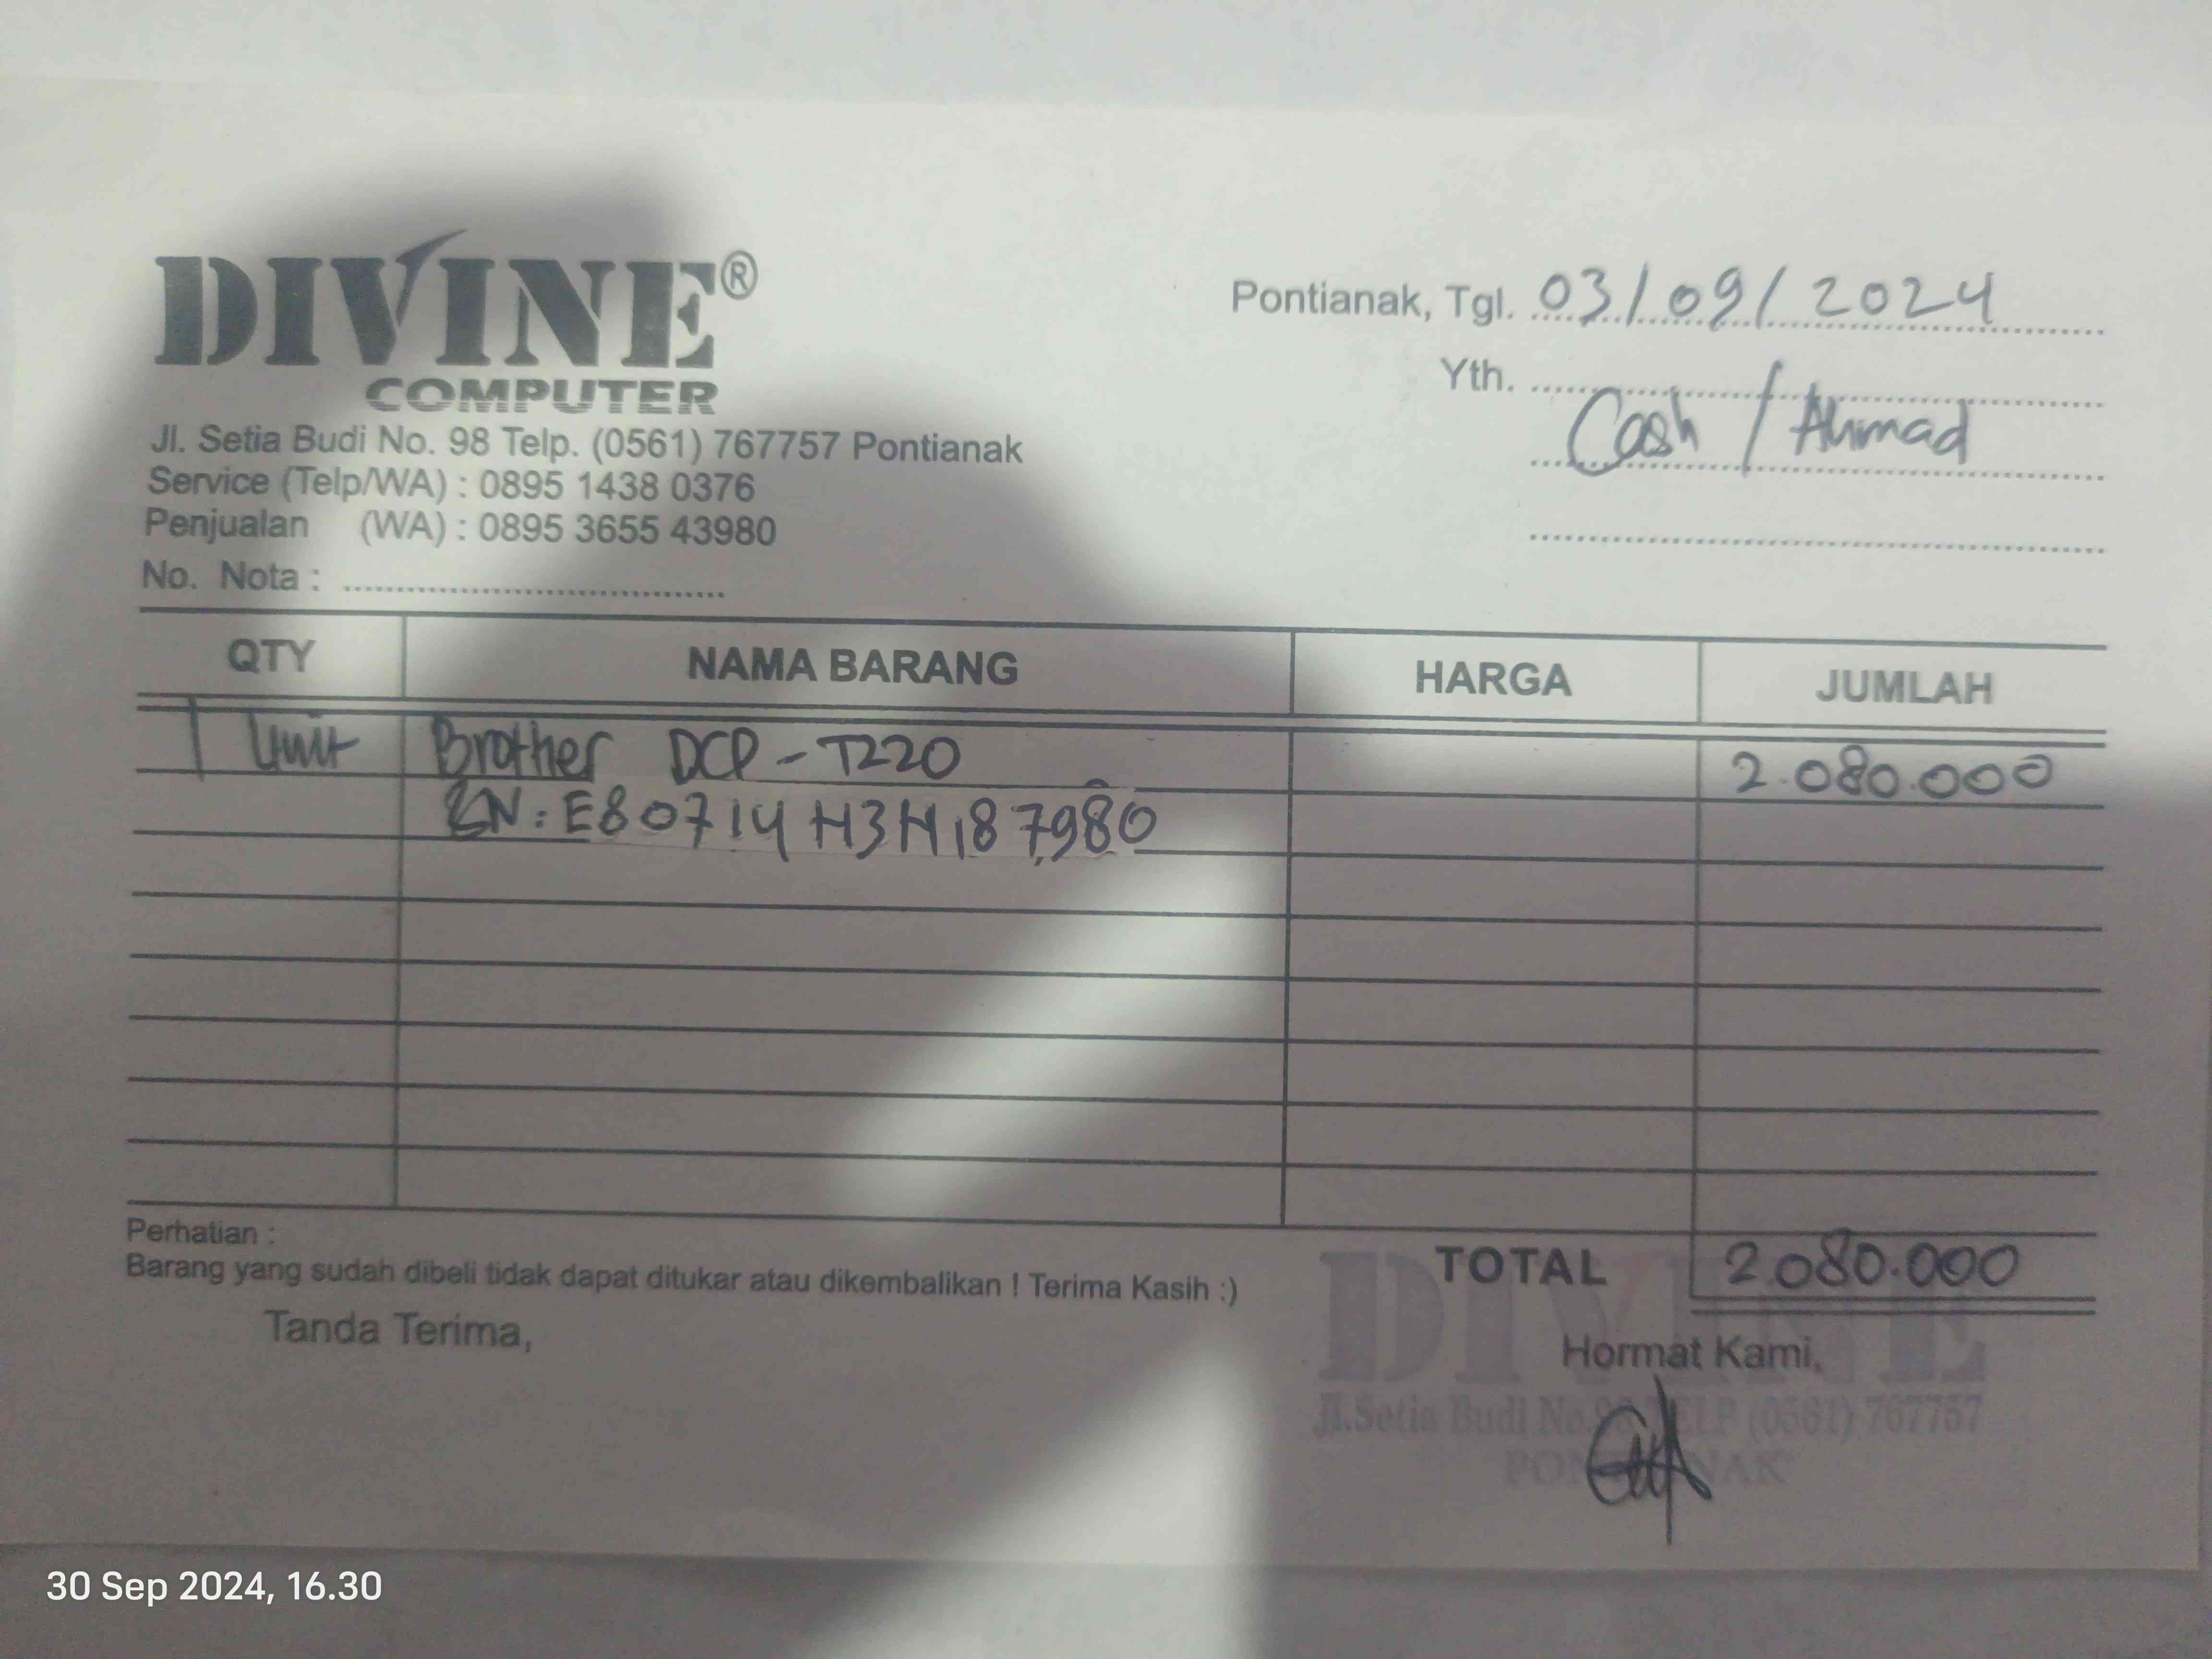 DIVINE®
COMPUTER
Jl. Setia Budi No. 98 Telp. (0561) 767757 Pontianak
Service (Telp/WA) : 0895 1438 0376
Penjualan (WA) : 0895 3655 43980
No. Nota :
Pontianak, Tgl. 03/09/2024
Yth.
Cash / Ahmad
QTY NAMA BARANG HARGA JUMLAH
1 Unit Brother DCP-T220 2.080.000
SN: E80714H3H187980
Perhatian :
Barang yang sudah dibeli tidak dapat ditukar atau dikembalikan ! Terima Kasih :)
TOTAL 2.080.000
Tanda Terima,
Hormat Kami,
DIVINE
Jl.Setia Budi No.98 TELP (0561) 767757
PONTIANAK
30 Sep 2024, 16.30